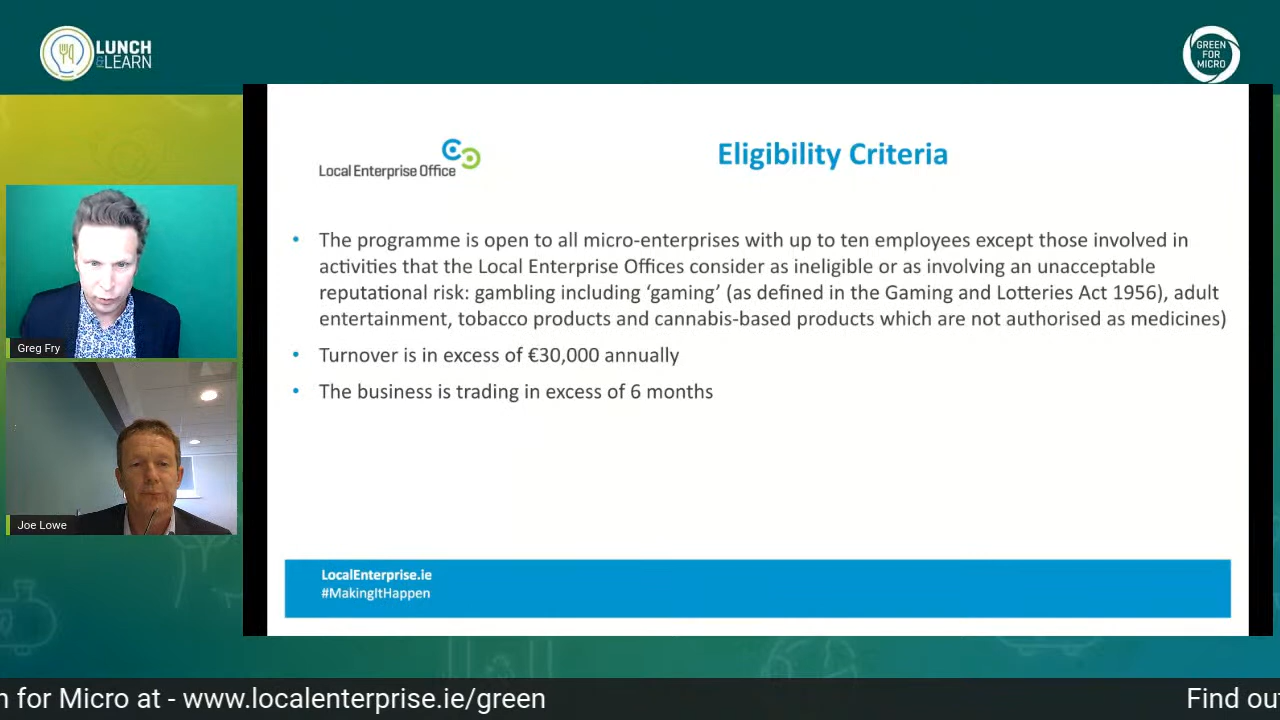 LUNCH
& LEARN
GREEN
FOR
MICRO
Local Enterprise Office
Eligibility Criteria
• The programme is open to all micro-enterprises with up to ten employees except those involved in
activities that the Local Enterprise Offices consider as ineligible or as involving an unacceptable
reputational risk: gambling including ‘gaming’ (as defined in the Gaming and Lotteries Act 1956), adult
entertainment, tobacco products and cannabis-based products which are not authorised as medicines)
• Turnover is in excess of €30,000 annually
• The business is trading in excess of 6 months
Greg Fry
Joe Lowe
LocalEnterprise.ie
#MakingItHappen
n for Micro at - www.localenterprise.ie/green
Find out